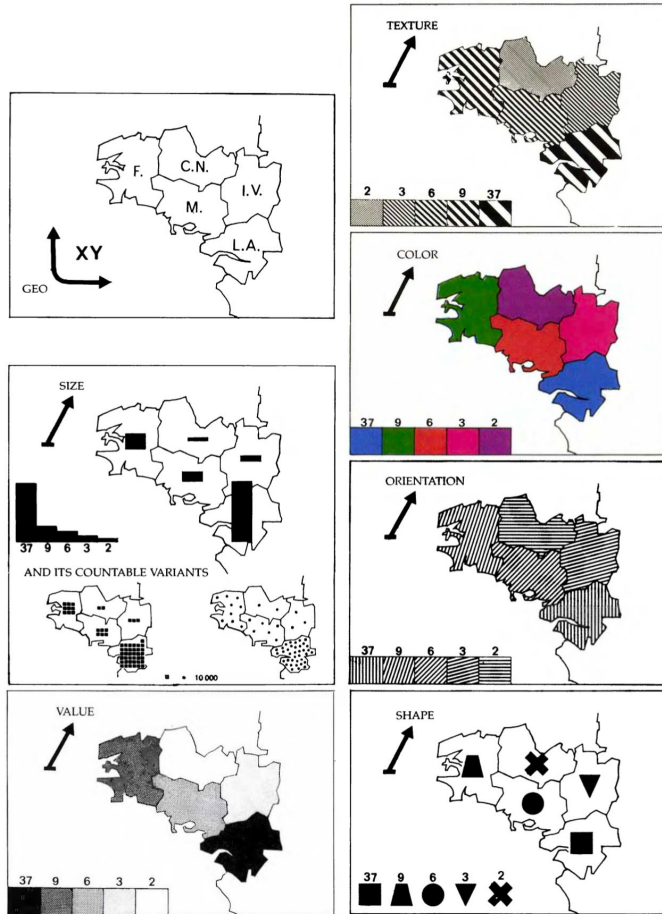 F.
C.N.
I.V.
M.
L.A.
XY
GEO
SIZE
37 9 6 3 2
AND ITS COUNTABLE VARIANTS
10 000
VALUE
37 9 6 3 2
TEXTURE
2 3 6 9 37
COLOR
37 9 6 3 2
ORIENTATION
37 9 6 3 2
SHAPE
37 9 6 3 2